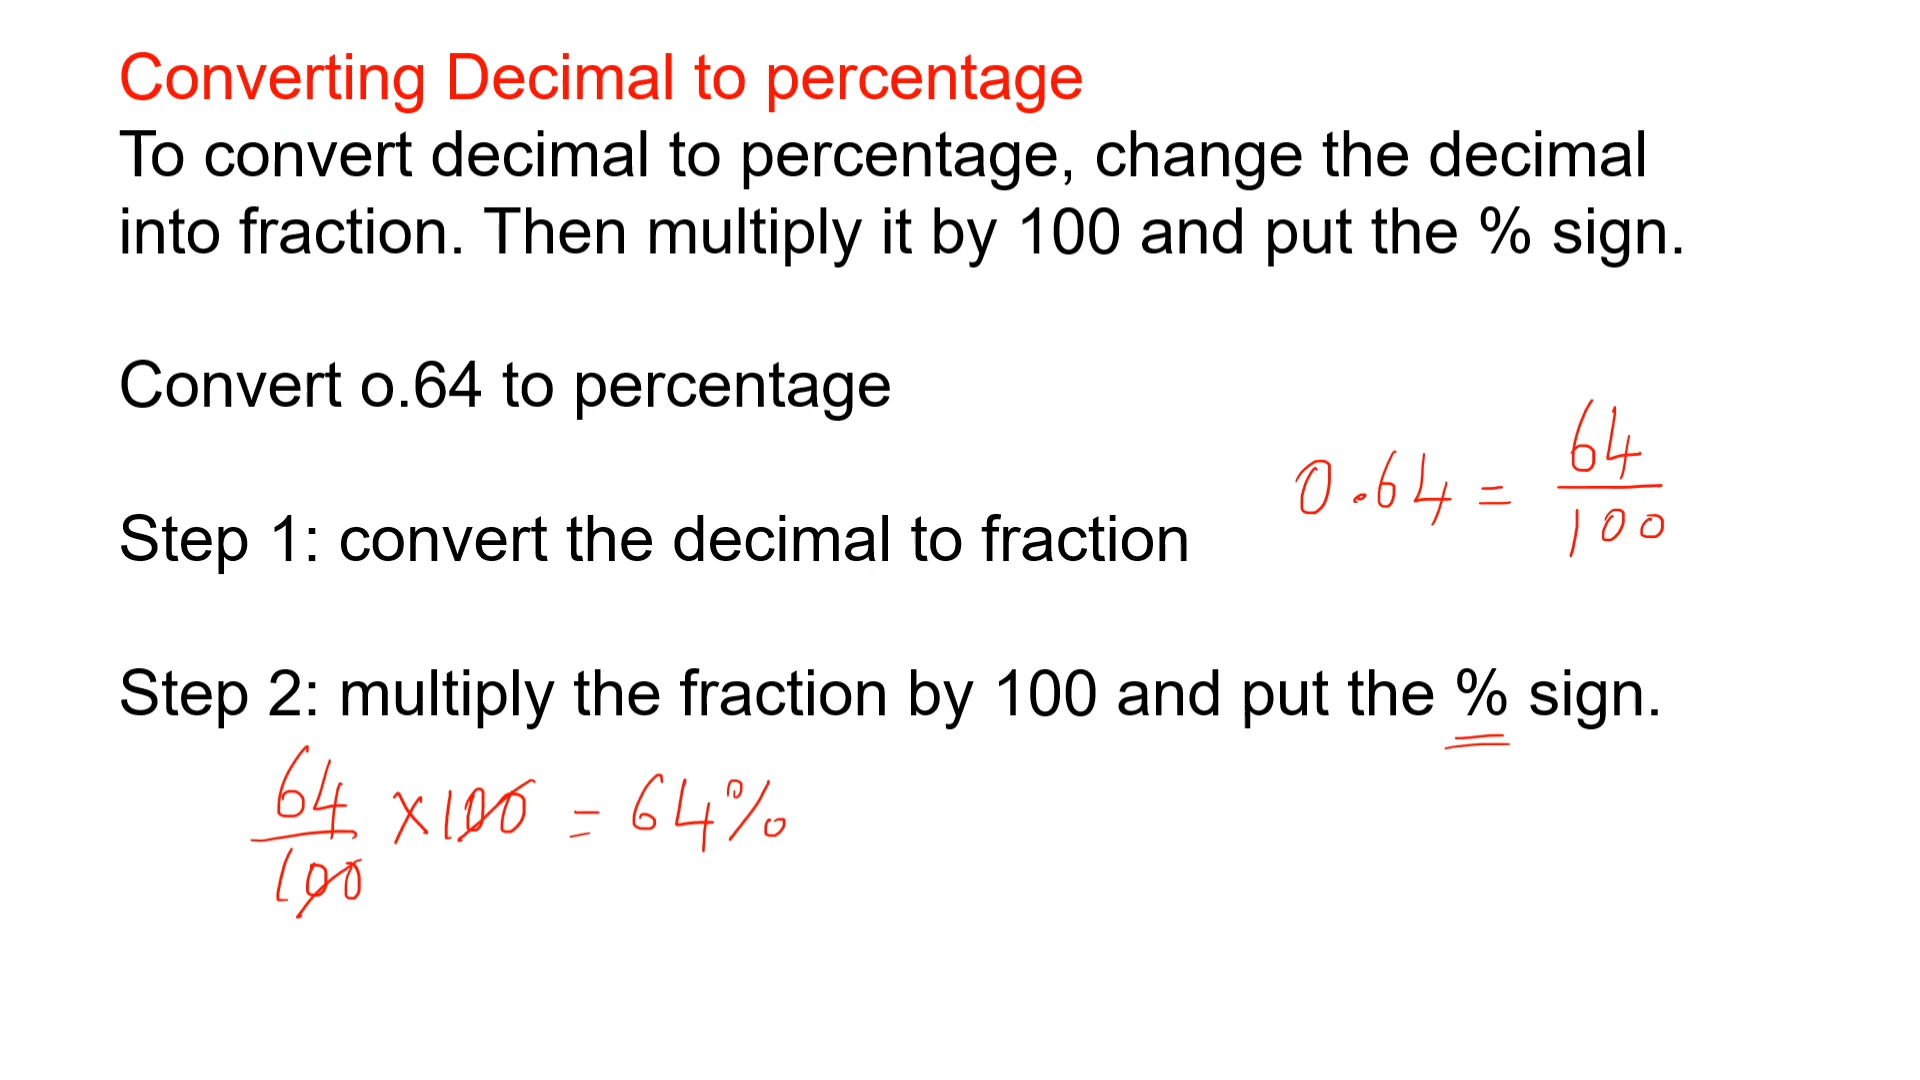 Converting Decimal to percentage
To convert decimal to percentage, change the decimal
into fraction. Then multiply it by 100 and put the % sign.
Convert o.64 to percentage
0.64 = 64/100
Step 1: convert the decimal to fraction
Step 2: multiply the fraction by 100 and put the % sign.
64/100 × 100 = 64%